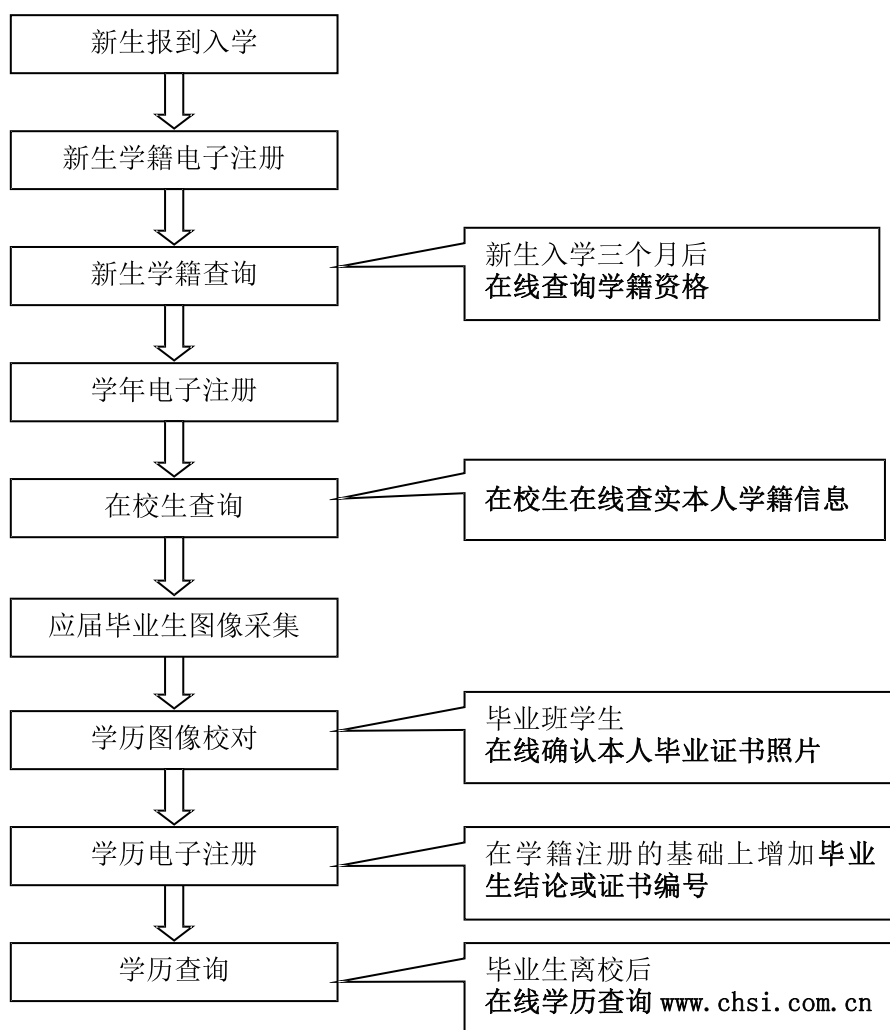 新生报到入学
新生学籍电子注册
新生学籍查询
新生入学三个月后
在线查询学籍资格
学年电子注册
在校生查询
在校生在线查实本人学籍信息
应届毕业生图像采集
学历图像校对
毕业班学生
在线确认本人毕业证书照片
学历电子注册
在学籍注册的基础上增加毕业
生结论或证书编号
学历查询
毕业生离校后
在线学历查询 www.chsi.com.cn